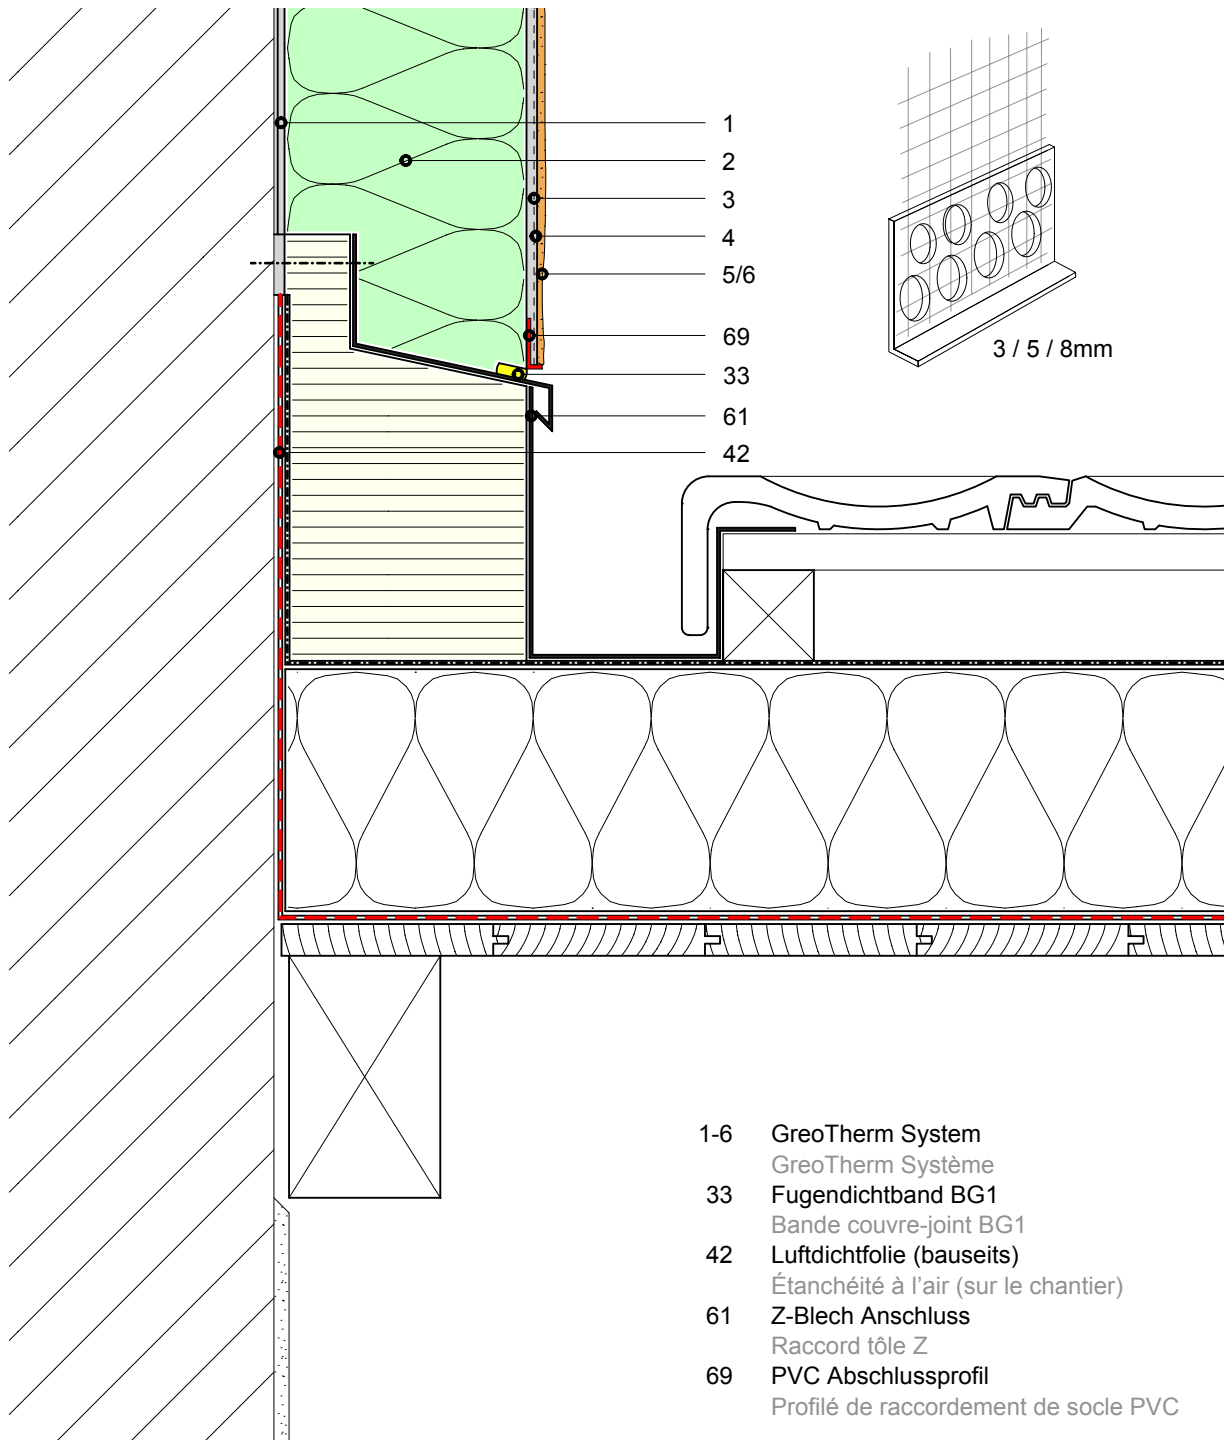 1
2
3
4
5/6
69
33
61
42
3 / 5 / 8mm
1-6 GreoTherm System
GreoTherm Système
33 Fugendichtband BG1
Bande couvre-joint BG1
42 Luftdichtfolie (bauseits)
Étanchéité à l'air (sur le chantier)
61 Z-Blech Anschluss
Raccord tôle Z
69 PVC Abschlussprofil
Profilé de raccordement de socle PVC